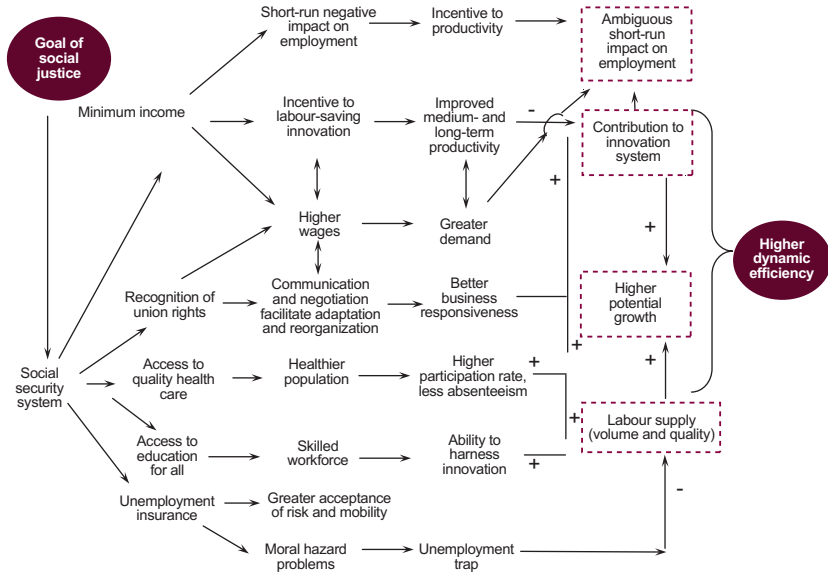 Goal of
social
justice
Short-run negative
impact on
employment
Incentive to
productivity
Ambiguous
short-run
impact on
employment
Minimum income
Incentive to
labour-saving
innovation
Improved
medium- and
long-term
productivity
-
Contribution to
innovation
system
+
Higher
wages
Greater
demand
+
Higher
dynamic
efficiency
Recognition of
union rights
Communication
and negotiation
facilitate adaptation
and reorganization
Better
business
responsiveness
Higher
potential
growth
+
+
Social
security
system
Access to
quality health
care
Healthier
population
Higher
participation rate,
less absenteeism
+
+
Labour supply
(volume and quality)
Access to
education
for all
Skilled
workforce
Ability to
harness
innovation
+
Unemployment
insurance
Greater acceptance
of risk and mobility
-
Moral hazard
problems
Unemployment
trap